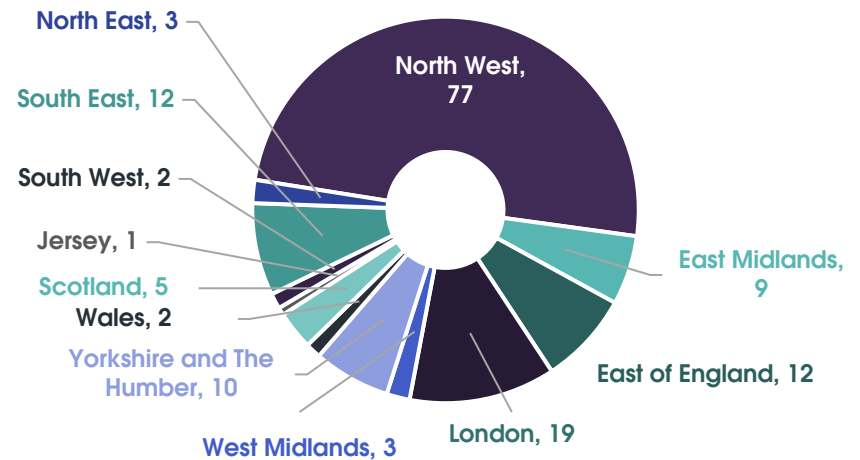 North East, 3
North West,
77
South East, 12
South West, 2
Jersey, 1
Scotland, 5
East Midlands,
9
Wales, 2
Yorkshire and The
Humber, 10
East of England, 12
West Midlands, 3
London, 19